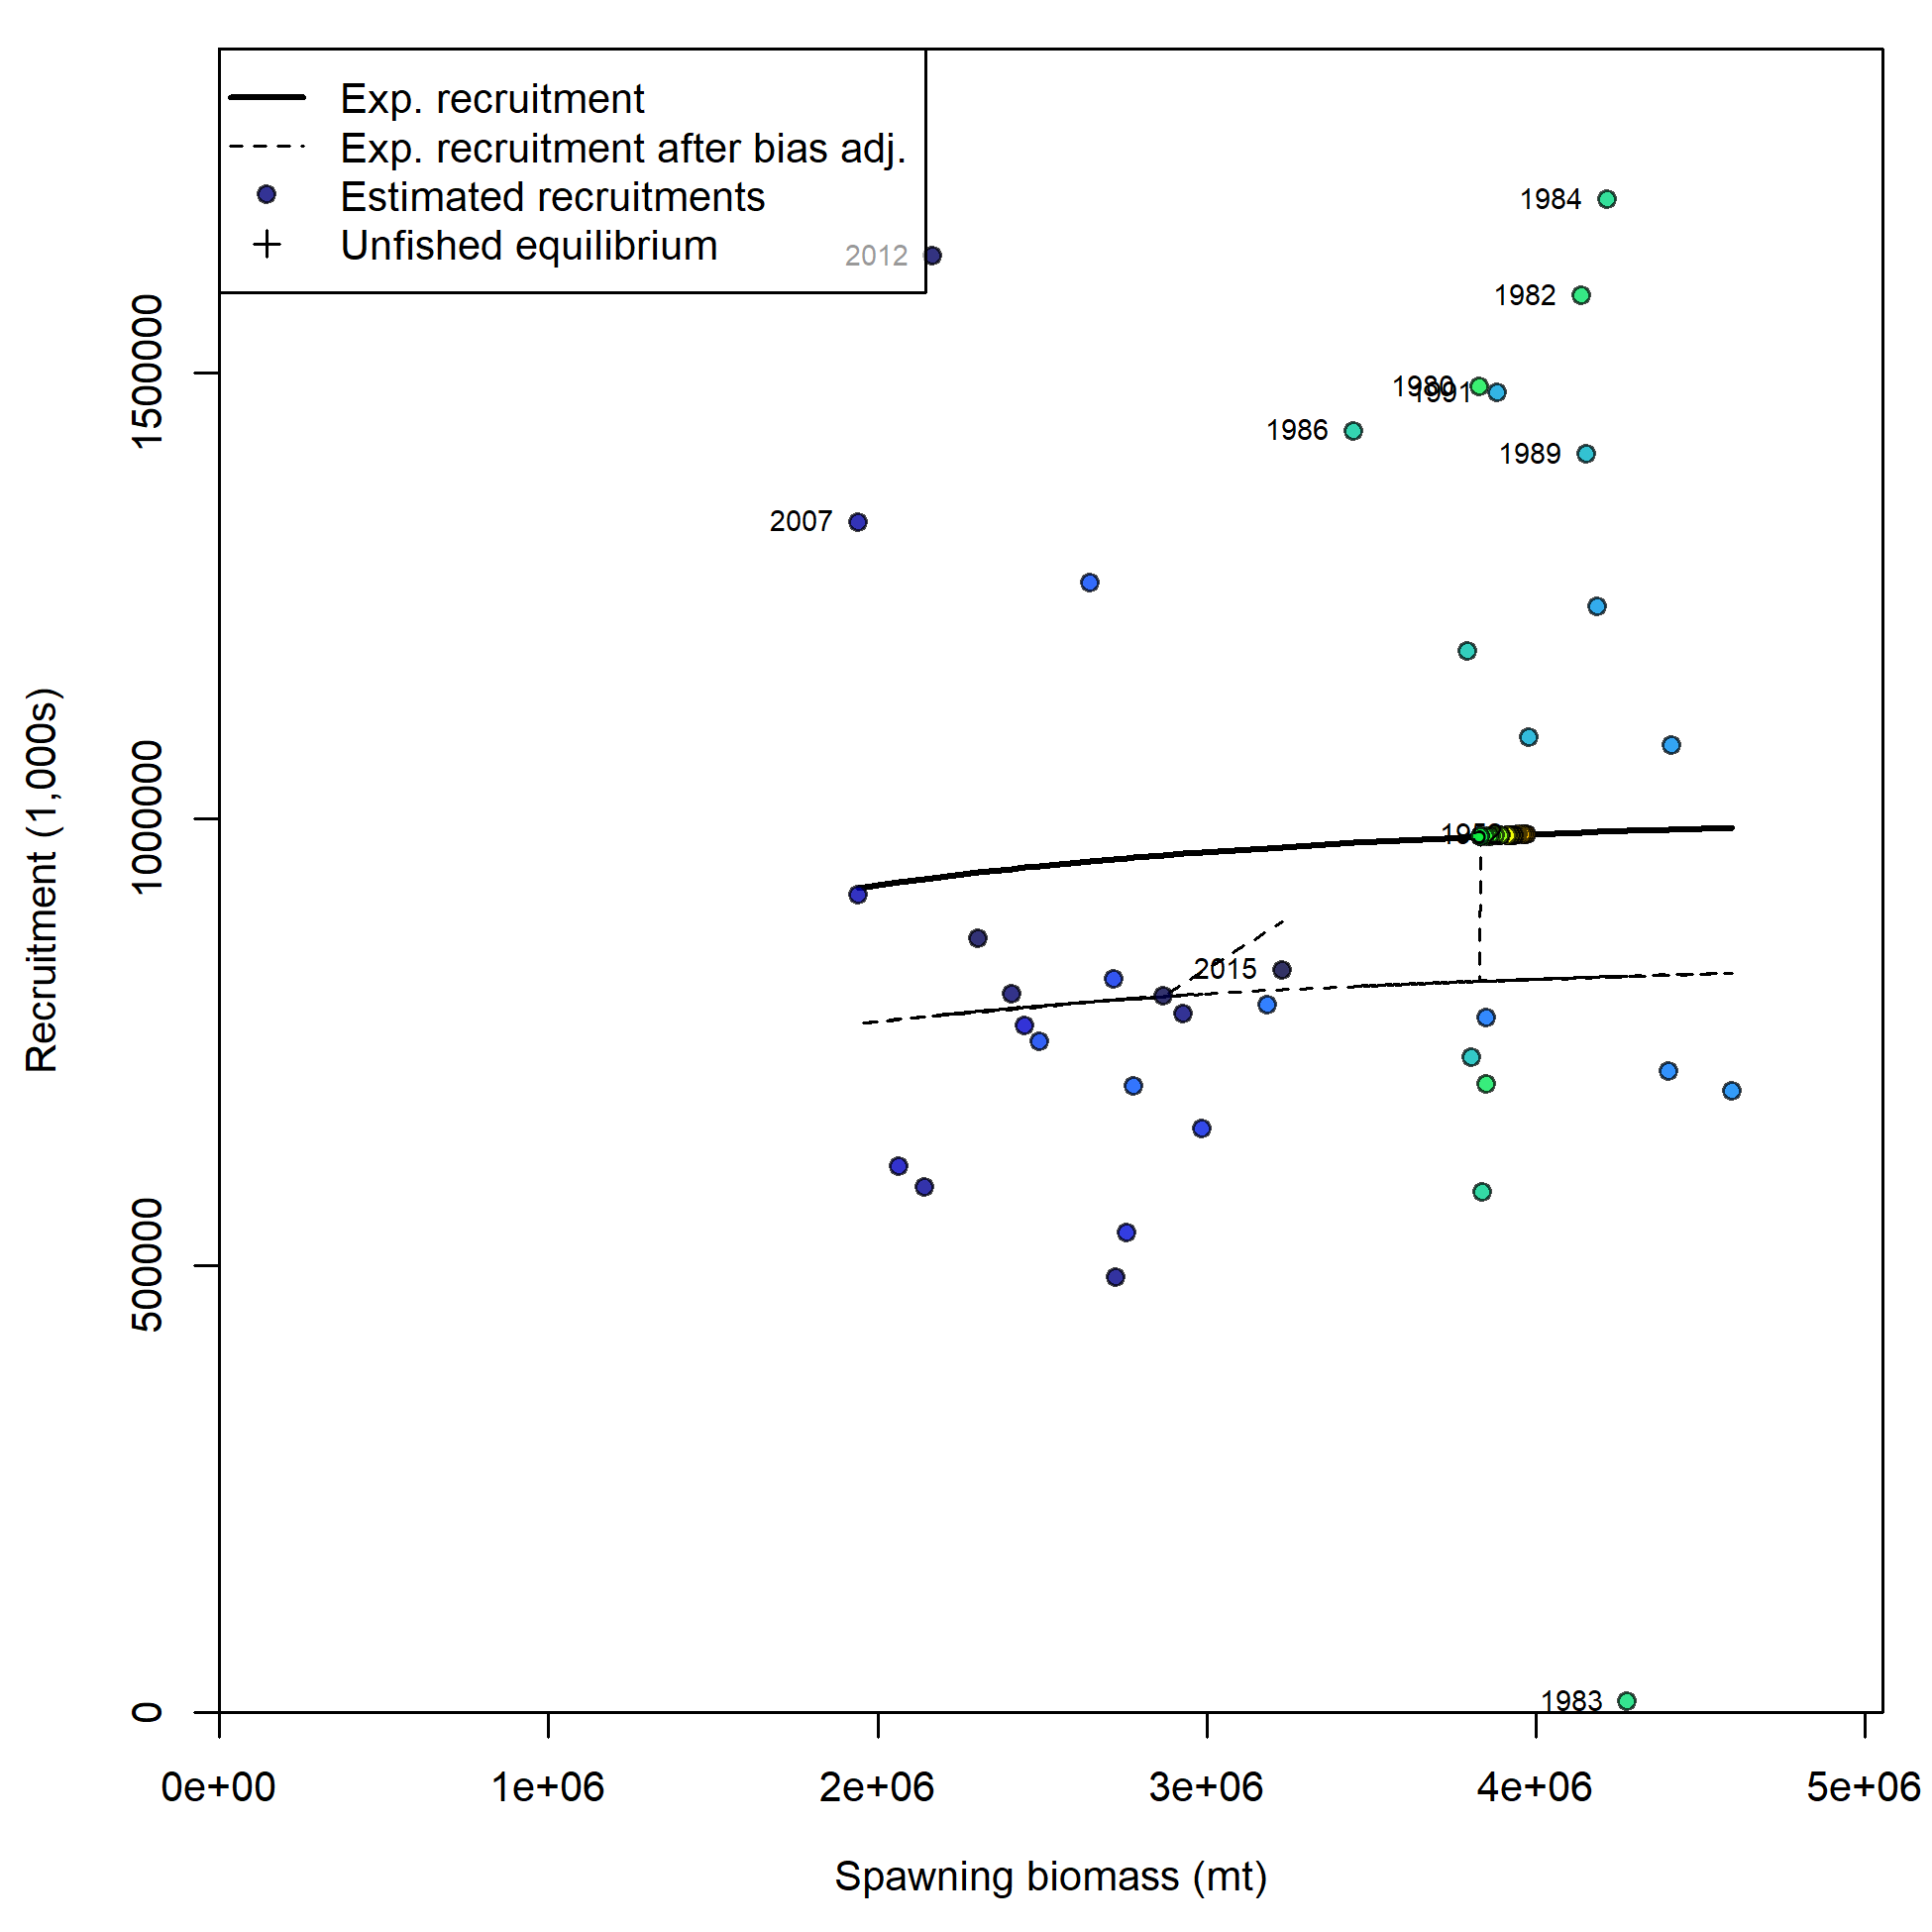 Exp. recruitment
Exp. recruitment after bias adj.
Estimated recruitments
Unfished equilibrium
2012
1984
1982
1980
1991
1986
1989
2007
2015
1983
1500000
1000000
500000
0
Recruitment (1,000s)
0e+00 1e+06 2e+06 3e+06 4e+06 5e+06
Spawning biomass (mt)